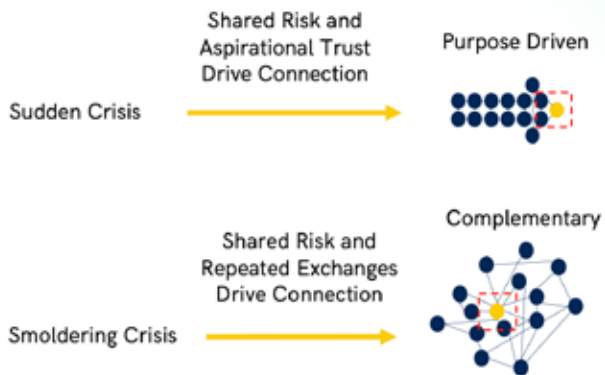 Shared Risk and
Aspirational Trust
Drive Connection
Purpose Driven
Sudden Crisis
Complementary
Shared Risk and
Repeated Exchanges
Drive Connection
Smoldering Crisis